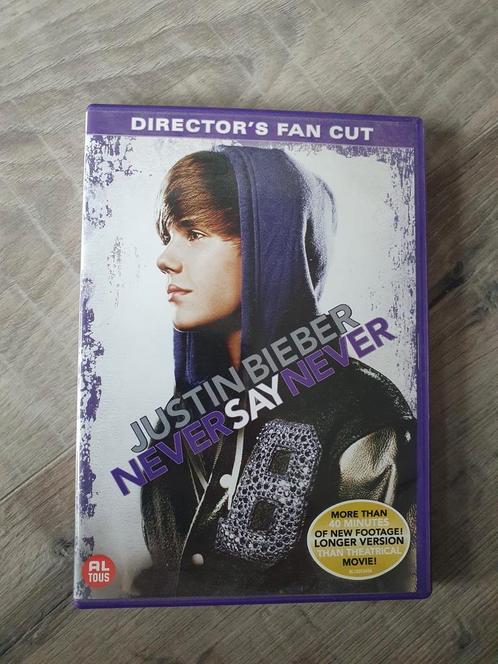 DIRECTOR'S FAN CUT
JUSTIN BIEBER
NEVER SAY NEVER
B
MORE THAN
40 MINUTES
OF NEW FOOTAGE!
LONGER VERSION
THAN THEATRICAL
MOVIE!
AL
TOUS